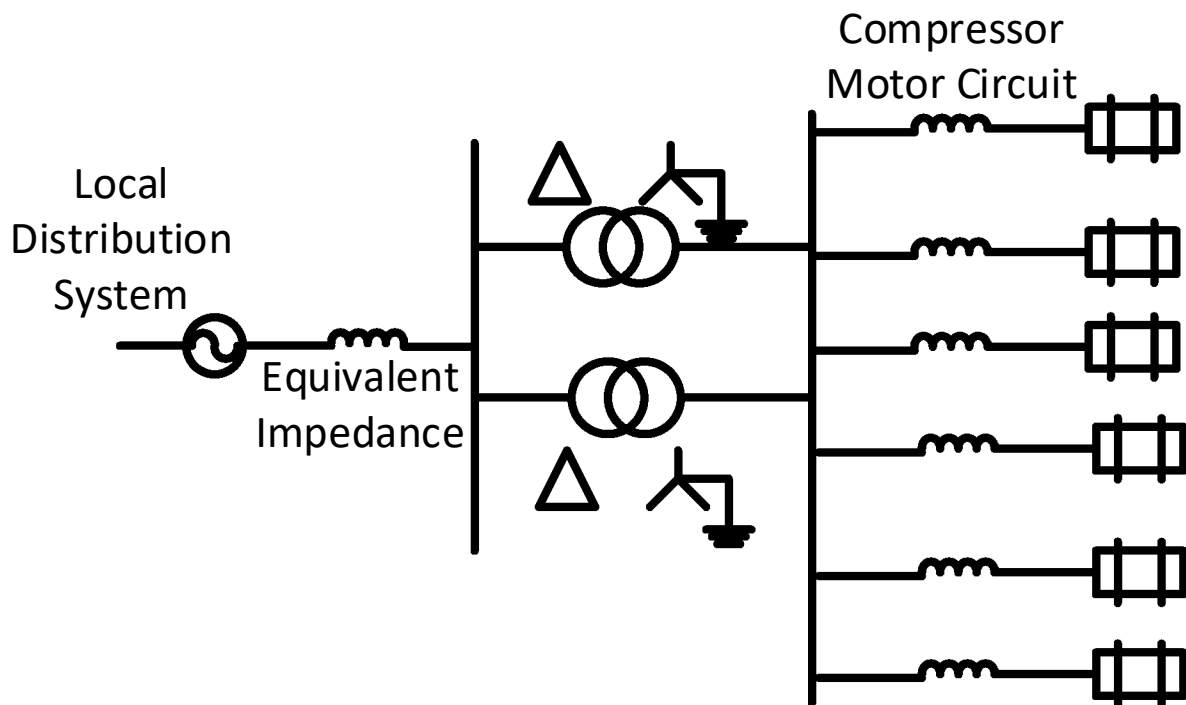 Compressor
Motor Circuit
Local
Distribution
System
Equivalent
Impedance